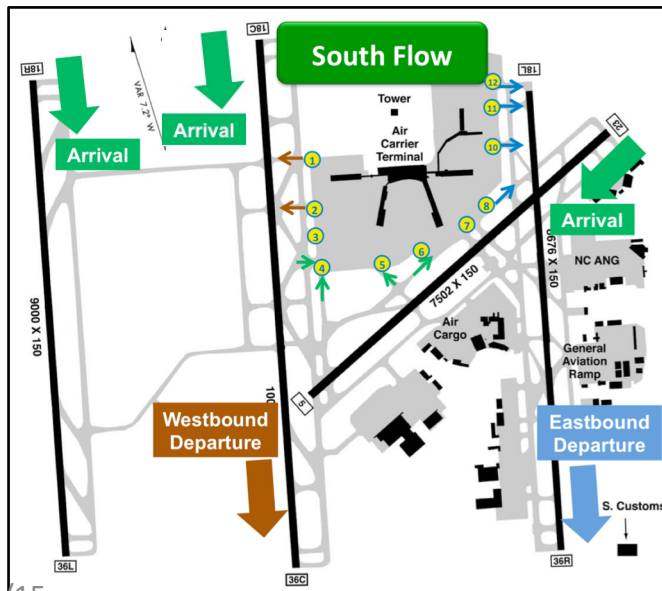 South Flow
18R
18C
18L
VAR 7.2° W
Arrival
Arrival
Tower
Air
Carrier
Terminal
12
11
10
23
1
2
3
4
5
6
7
8
Arrival
NC ANG
9000 X 150
7502 X 150
8676 X 150
Air
Cargo
General
Aviation
Ramp
5
100
Westbound
Departure
Eastbound
Departure
S. Customs
36L
36C
36R
/15